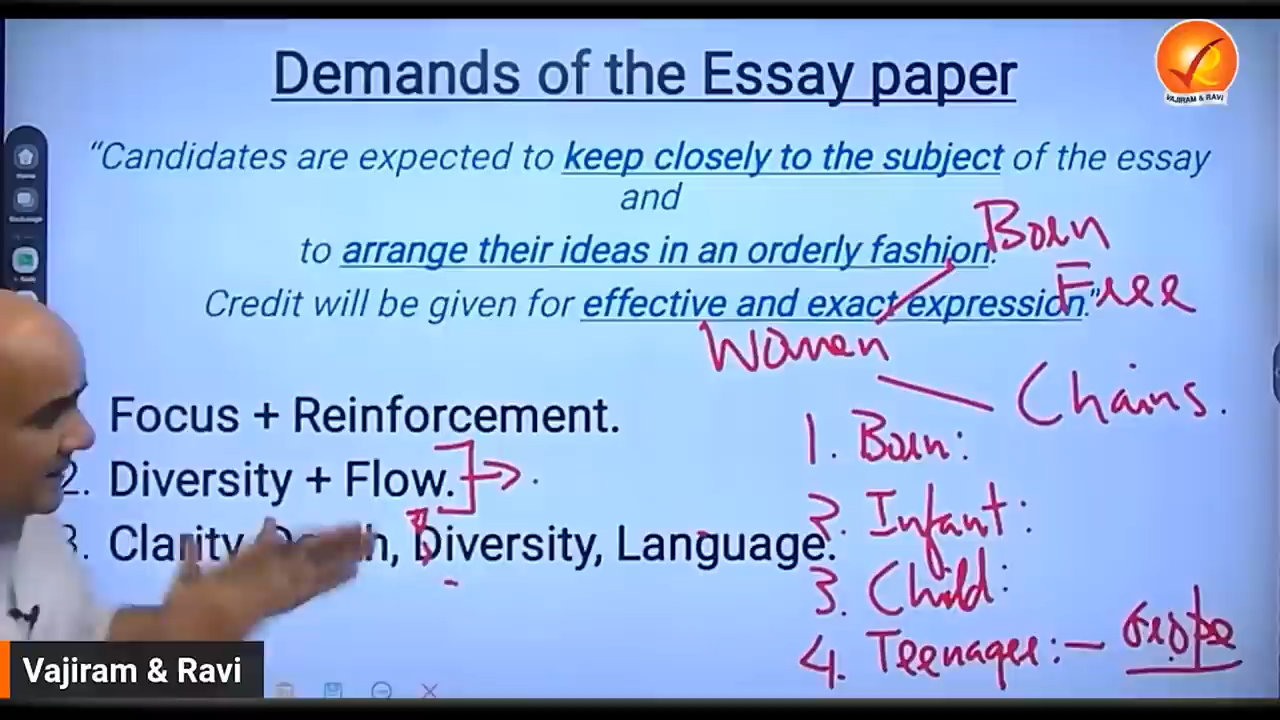 Demands of the Essay paper
VAJIRAM & RAVI
“Candidates are expected to keep closely to the subject of the essay
and
to arrange their ideas in an orderly fashion.
Credit will be given for effective and exact expression”
Born
Free
Women
Chains.
Focus + Reinforcement.
2. Diversity + Flow.
3. Clarity, Diversity, Language.
1. Born:
2. Infant:
3. Child:
4. Teenager:—
Vajiram & Ravi